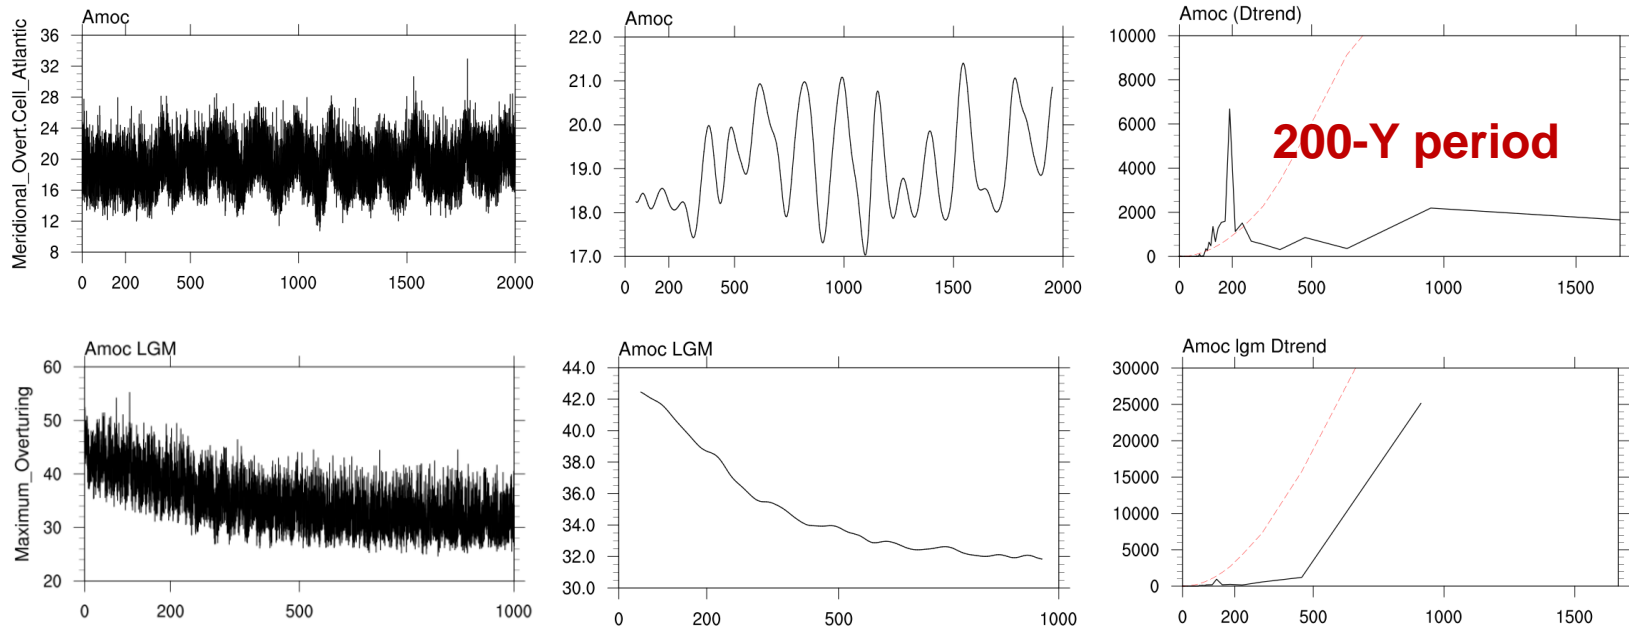 Amoc
Meridional_Overt.Cell_Atlantic
36
32
28
24
20
16
12
8
0 200 500 1000 1500 2000
Amoc
22.0
21.0
20.0
19.0
18.0
17.0
0 200 500 1000 1500 2000
Amoc (Dtrend)
10000
8000
6000
4000
2000
0
200-Y period
0 200 500 1000 1500
Amoc LGM
Maximum_Overturing
60
50
40
30
20
0 200 500 1000
Amoc LGM
44.0
42.0
40.0
38.0
36.0
34.0
32.0
30.0
0 200 500 1000
Amoc lgm Dtrend
30000
25000
20000
15000
10000
5000
0
0 200 500 1000 1500